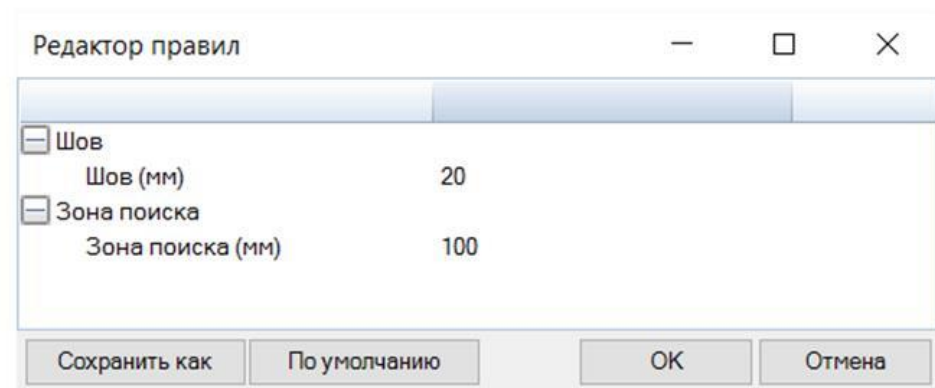 Редактор правил
Шов
Шов (мм) 20
Зона поиска
Зона поиска (мм) 100
Сохранить как По умолчанию OK Отмена